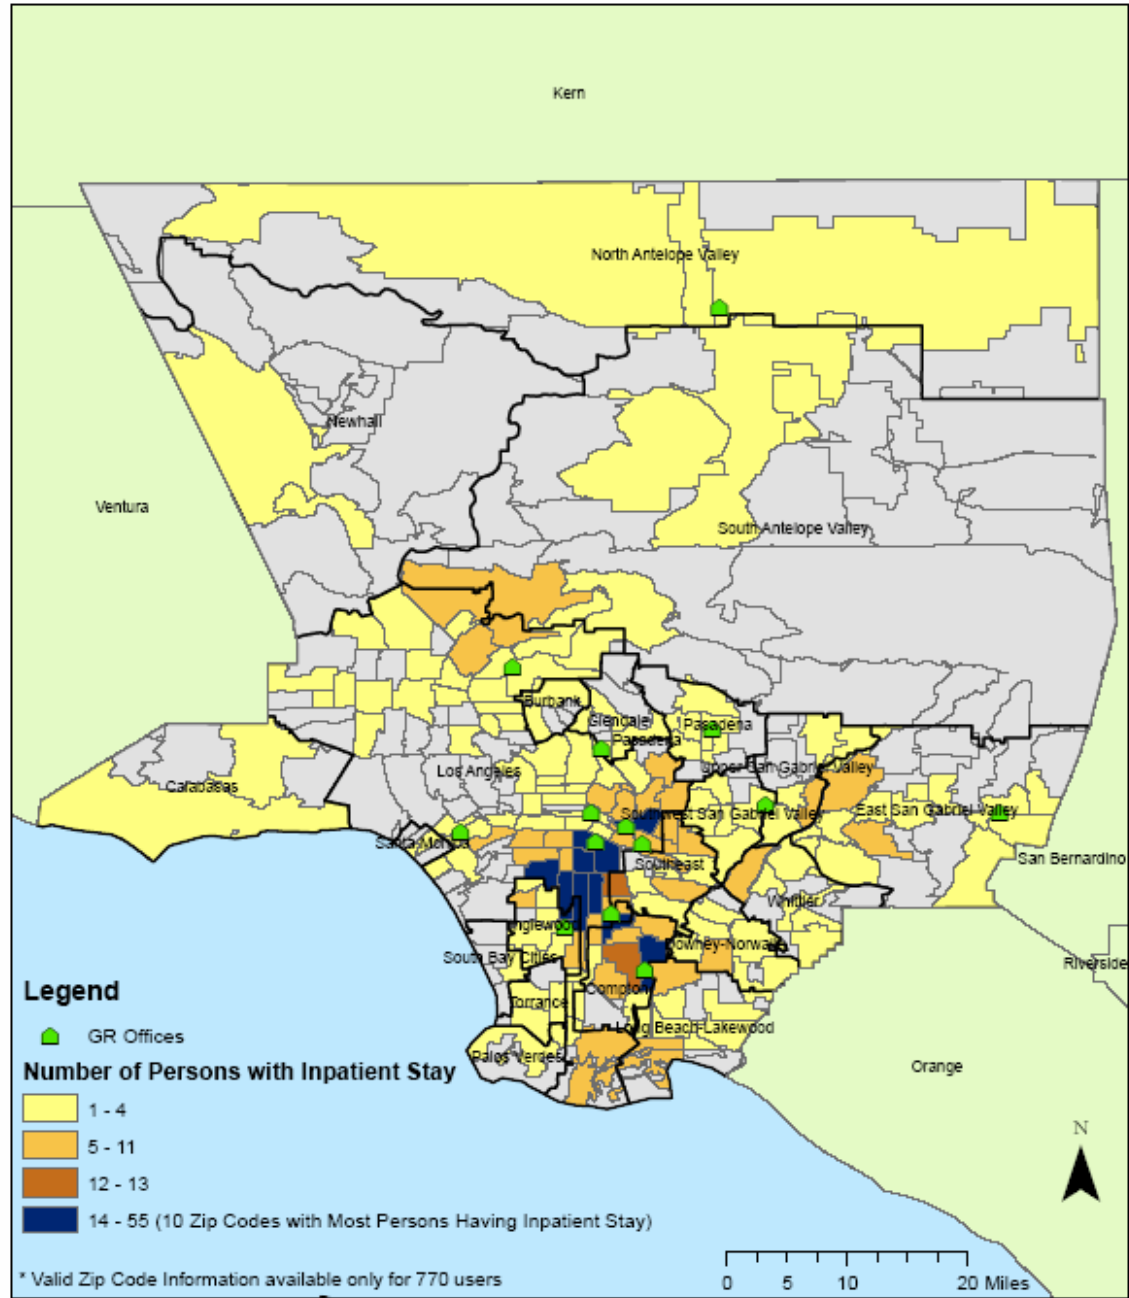 Kern
North Antelope Valley
Newhall
Ventura
South Antelope Valley
Burbank
Glendale
Pasadena
Pasadena
Upper San Gabriel Valley
Los Angeles
Calabasas
Southwest San Gabriel Valley
East San Gabriel Valley
Santa Monica
Southeast
San Bernardino
Whittier
Inglewood
Downey-Norwalk
South Bay Cities
Riverside
Compton
Torrance
Long Beach-Lakewood
Palos Verdes
Orange
Legend
GR Offices
Number of Persons with Inpatient Stay
1 - 4
5 - 11
12 - 13
14 - 55 (10 Zip Codes with Most Persons Having Inpatient Stay)
* Valid Zip Code Information available only for 770 users
N
0 5 10 20 Miles